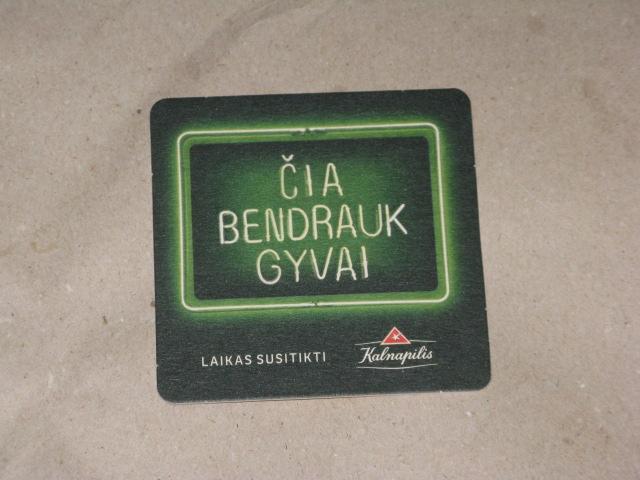 ČIA
BENDRAUK
GYVAI
LAIKAS SUSITIKTI
Kalnapilis